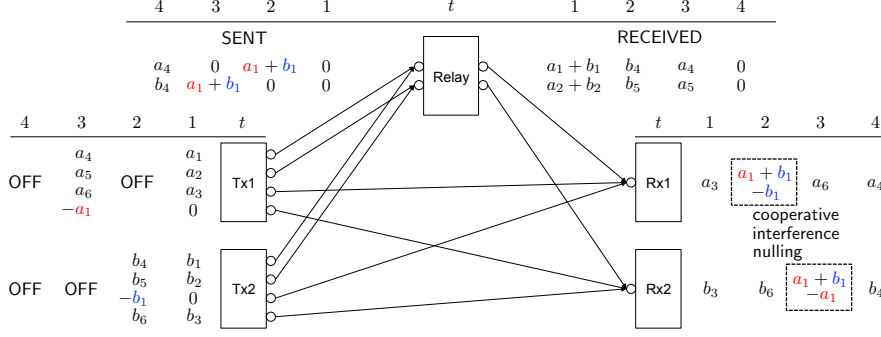 4 3 2 1 t 1 2 3 4
SENT RECEIVED
a₄ 0 a₁ + b₁ 0 a₁ + b₁ b₄ a₄ 0
b₄ a₁ + b₁ 0 0 a₂ + b₂ b₅ a₅ 0
Relay
4 3 2 1 t
OFF OFF
a₄ a₁
a₅ a₂
a₆ a₃
−a₁ 0
Tx1
t 1 2 3 4
Rx1 a₃ a₁ + b₁ a₆ a₄
−b₁
cooperative
interference
nulling
OFF OFF
b₄ b₁
b₅ b₂
−b₁ 0
b₆ b₃
Tx2
Rx2 b₃ b₆ a₁ + b₁ b₄
−a₁